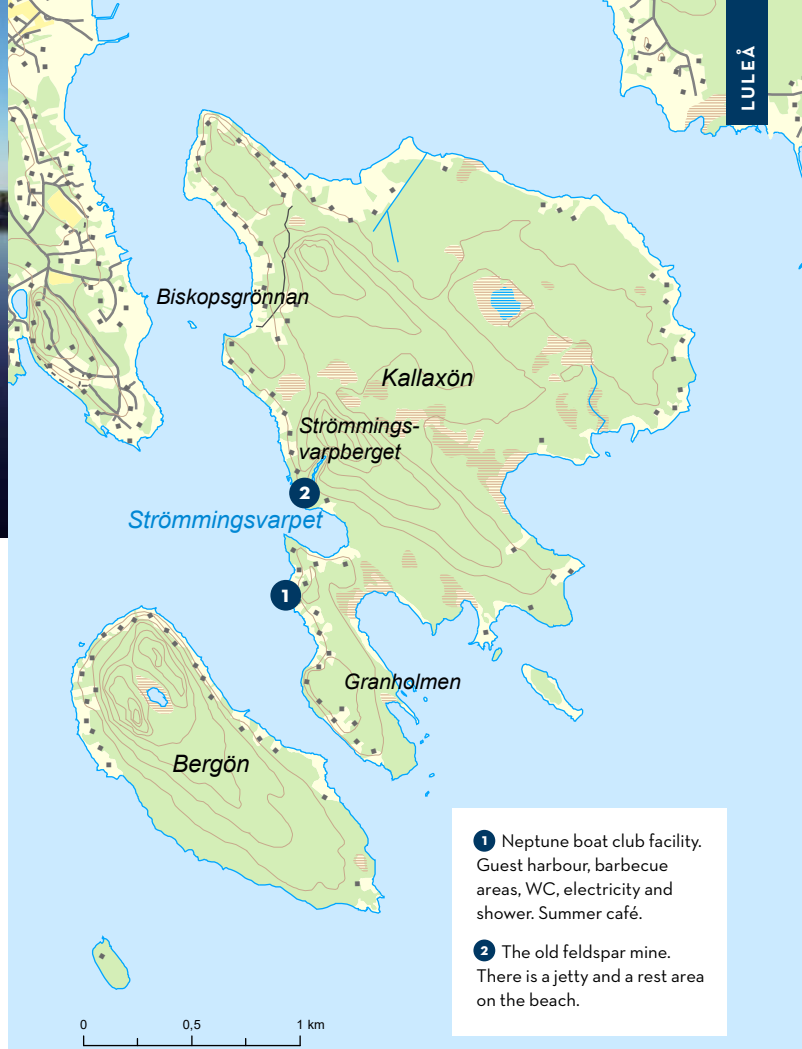 LULEÅ
Biskopsgrönnan
Kallaxön
Strömmings-
varpberget
2
Strömmingsvarpet
1
Granholmen
Bergön
1 Neptune boat club facility.
Guest harbour, barbecue
areas, WC, electricity and
shower. Summer café.
2 The old feldspar mine.
There is a jetty and a rest area
on the beach.
0 0,5 1 km